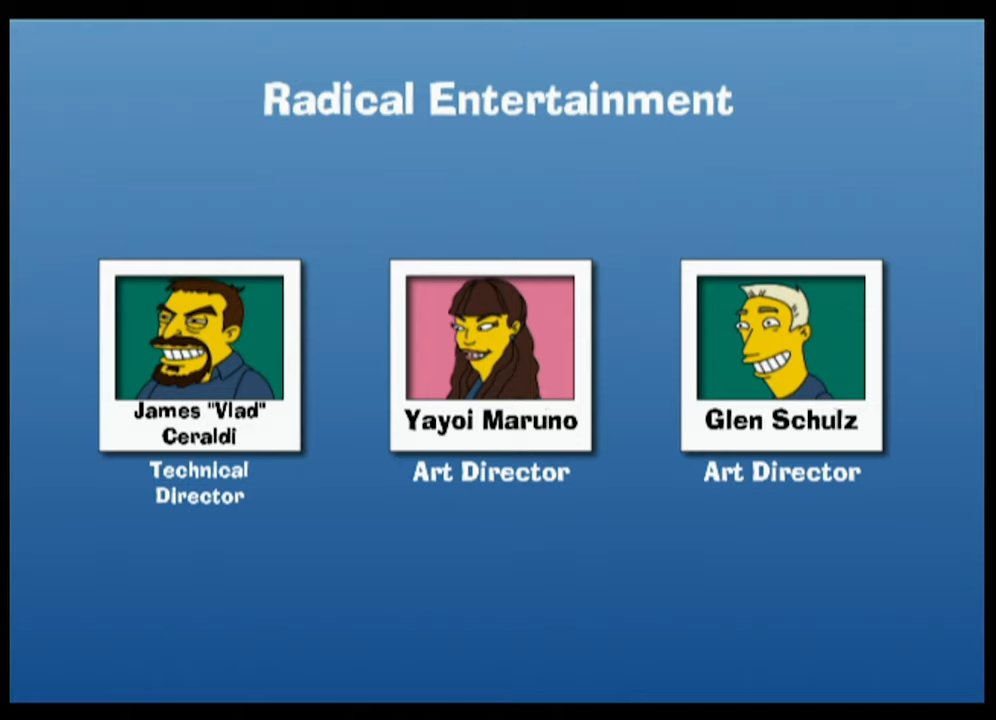 Radical Entertainment
James "Vlad"
Ceraldi
Yayoi Maruno
Glen Schulz
Technical
Director
Art Director
Art Director